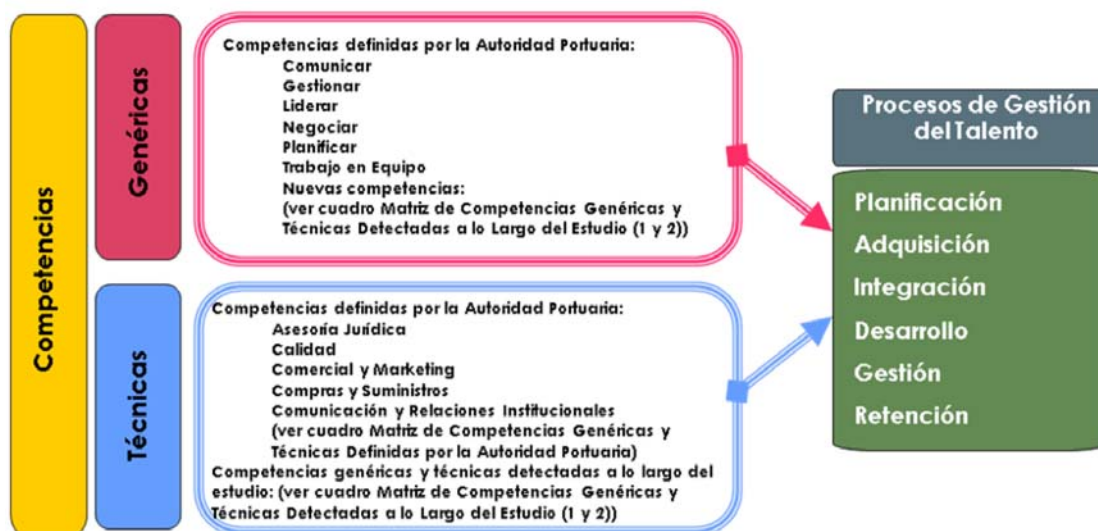 Competencias
Genéricas
Competencias definidas por la Autoridad Portuaria:
Comunicar
Gestionar
Liderar
Negociar
Planificar
Trabajo en Equipo
Nuevas competencias:
(ver cuadro Matriz de Competencias Genéricas y
Técnicas Detectadas a lo Largo del Estudio (1 y 2))
Técnicas
Competencias definidas por la Autoridad Portuaria:
Asesoría Jurídica
Calidad
Comercial y Marketing
Compras y Suministros
Comunicación y Relaciones Institucionales
(ver cuadro Matriz de Competencias Genéricas y
Técnicas Definidas por la Autoridad Portuaria)
Competencias genéricas y técnicas detectadas a lo largo del
estudio: (ver cuadro Matriz de Competencias Genéricas y
Técnicas Detectadas a lo Largo del Estudio (1 y 2))
Procesos de Gestión
del Talento
Planificación
Adquisición
Integración
Desarrollo
Gestión
Retención